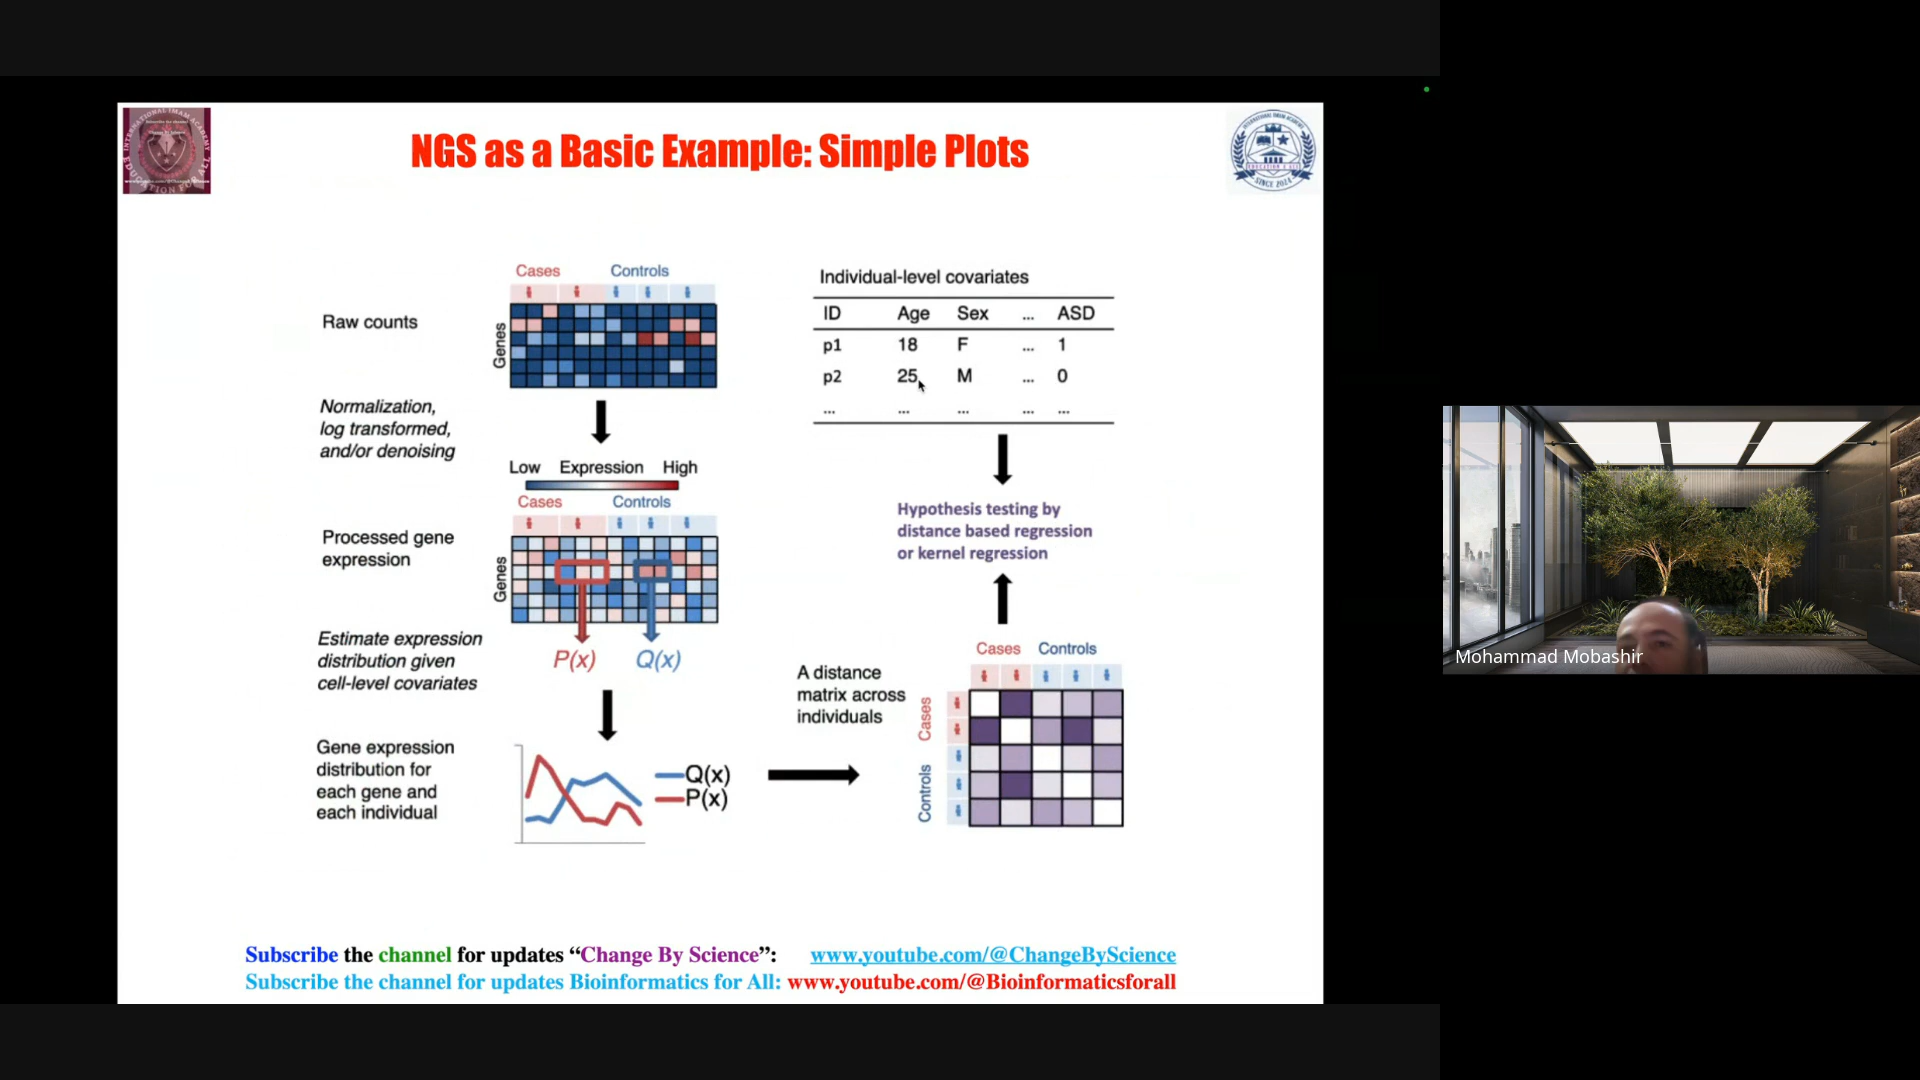 NGS as a Basic Example: Simple Plots
SINCE 2024
Cases Controls
Raw counts
Genes
Normalization,
log transformed,
and/or denoising
Low Expression High
Cases Controls
Processed gene
expression
Genes
Estimate expression
distribution given
cell-level covariates
P(x) Q(x)
Gene expression
distribution for
each gene and
each individual
Q(x)
P(x)
Individual-level covariates
ID Age Sex ... ASD
p1 18 F ... 1
p2 25 M ... 0
... ... ... ... ...
Hypothesis testing by
distance based regression
or kernel regression
A distance
matrix across
individuals
Cases Controls
Cases
Controls
Subscribe the channel for updates “Change By Science”: www.youtube.com/@ChangeByScience
Subscribe the channel for updates Bioinformatics for All: www.youtube.com/@Bioinformaticsforall
Mohammad Mobashir